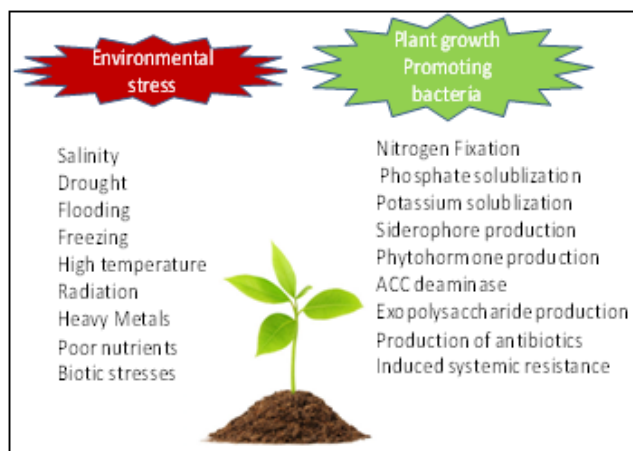 Environmental
stress
Plant growth
Promoting
bacteria
Salinity
Drought
Flooding
Freezing
High temperature
Radiation
Heavy Metals
Poor nutrients
Biotic stresses
Nitrogen Fixation
Phosphate solublization
Potassium solublization
Siderophore production
Phytohormone production
ACC deaminase
Exopolysaccharide production
Production of antibiotics
Induced systemic resistance